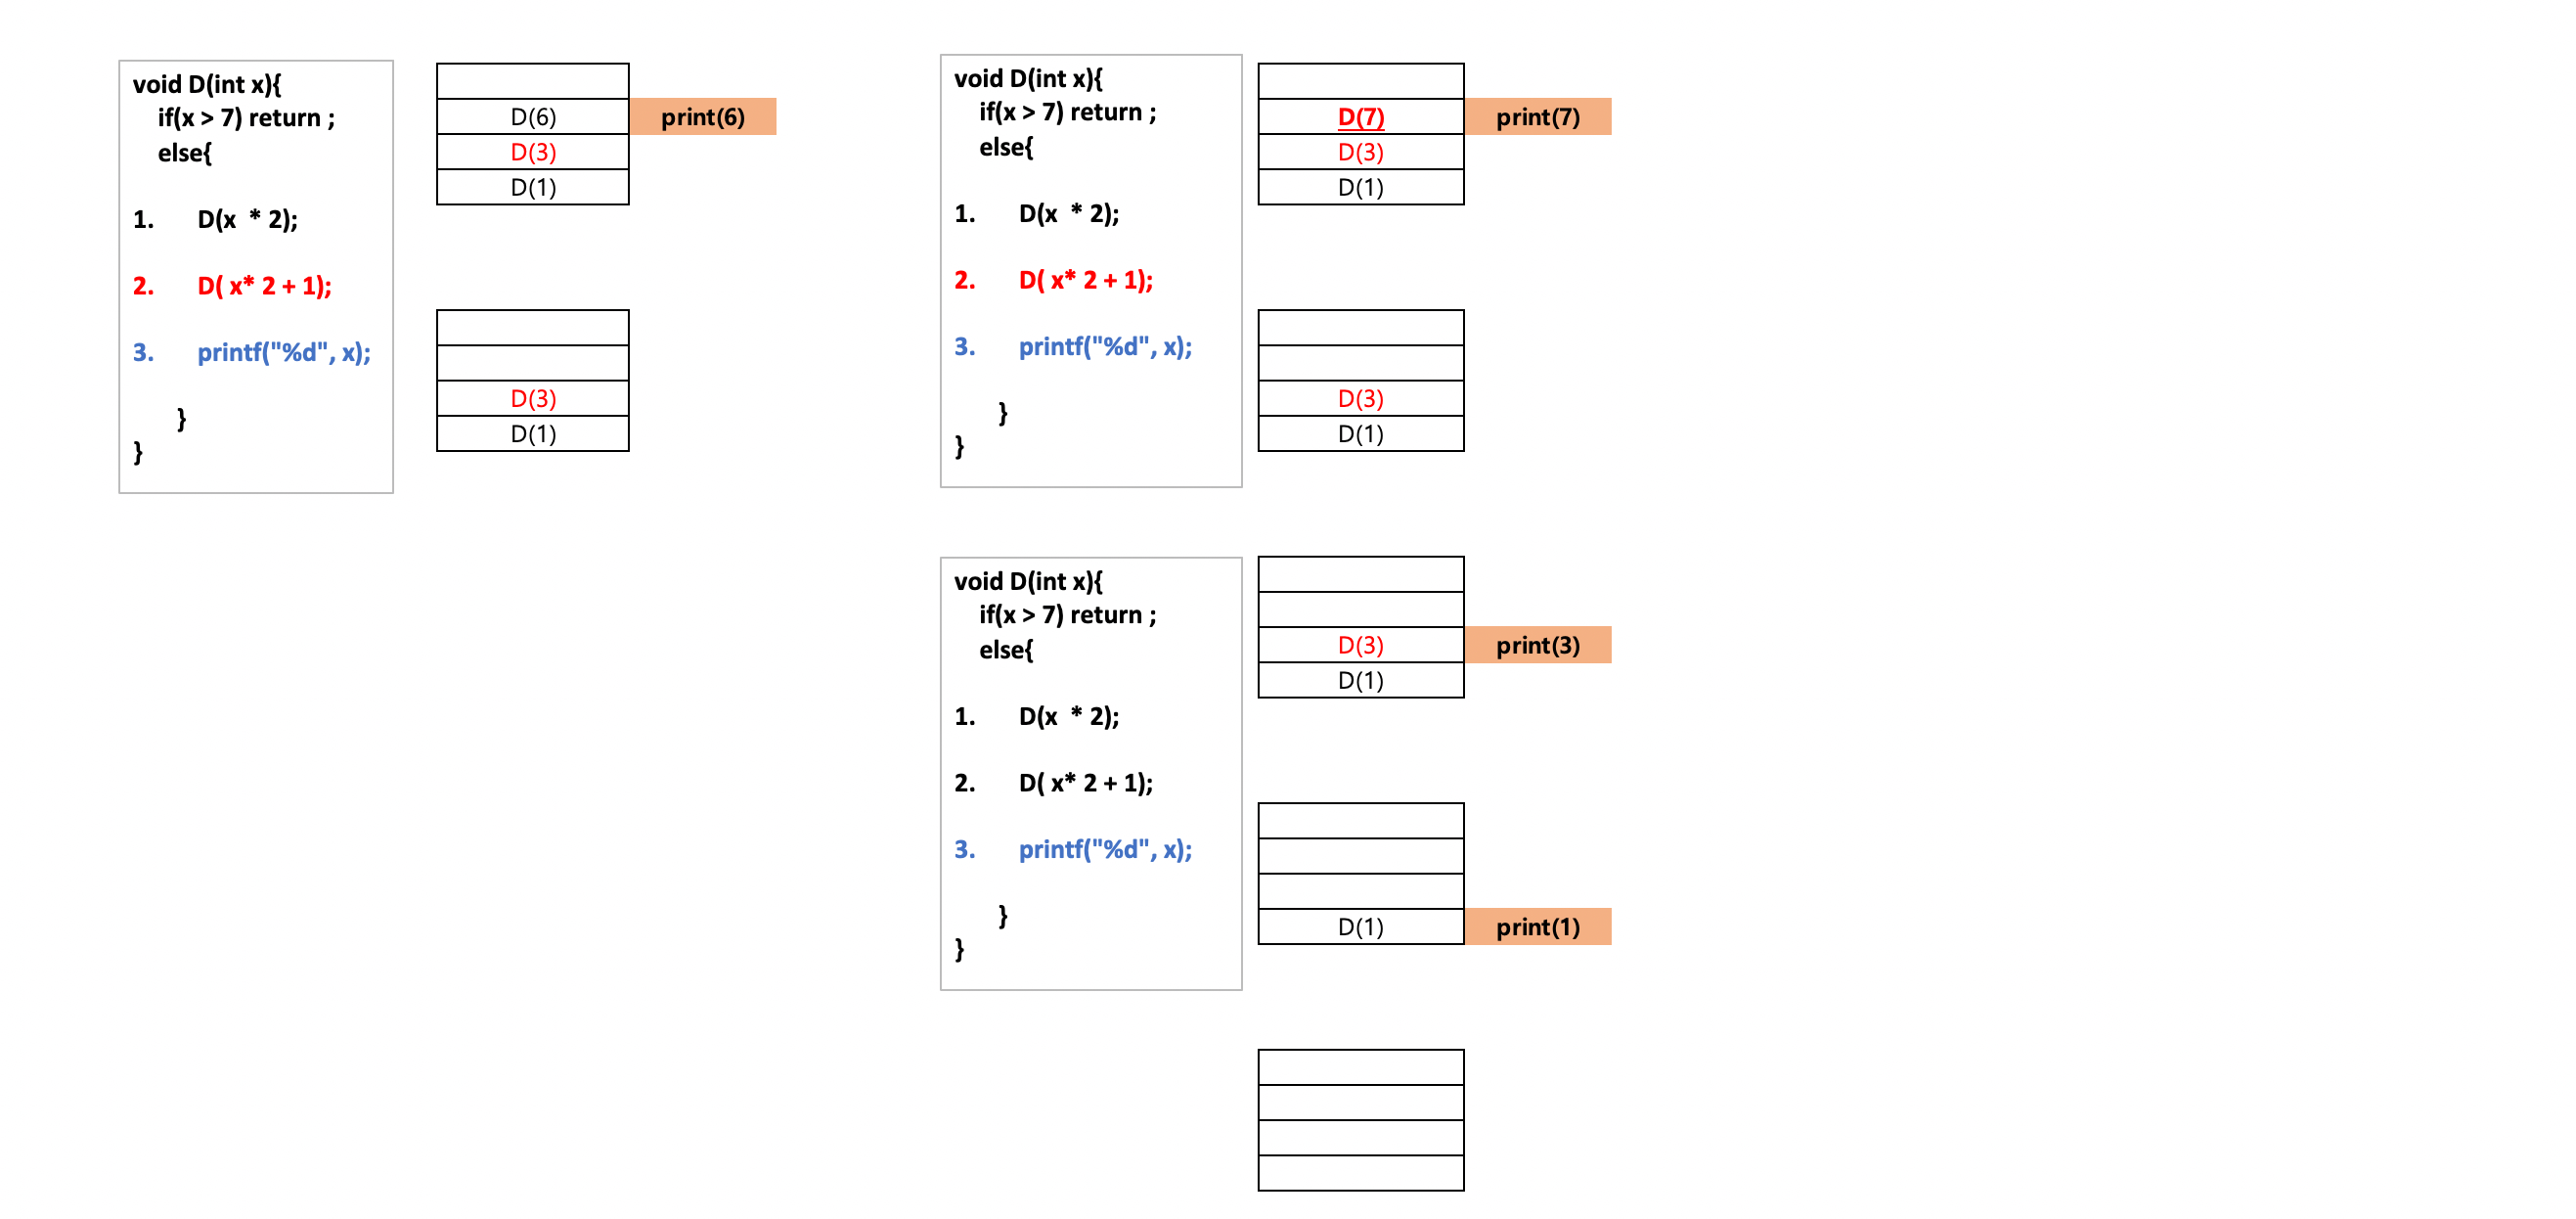 void D(int x){
if(x > 7) return ;
else{
1. D(x * 2);
2. D( x* 2 + 1);
3. printf("%d", x);
}
}
D(6) print(6)
D(3)
D(1)
D(3)
D(1)
void D(int x){
if(x > 7) return ;
else{
1. D(x * 2);
2. D( x* 2 + 1);
3. printf("%d", x);
}
}
D(7) print(7)
D(3)
D(1)
D(3)
D(1)
void D(int x){
if(x > 7) return ;
else{
1. D(x * 2);
2. D( x* 2 + 1);
3. printf("%d", x);
}
}
D(3) print(3)
D(1)
D(1) print(1)